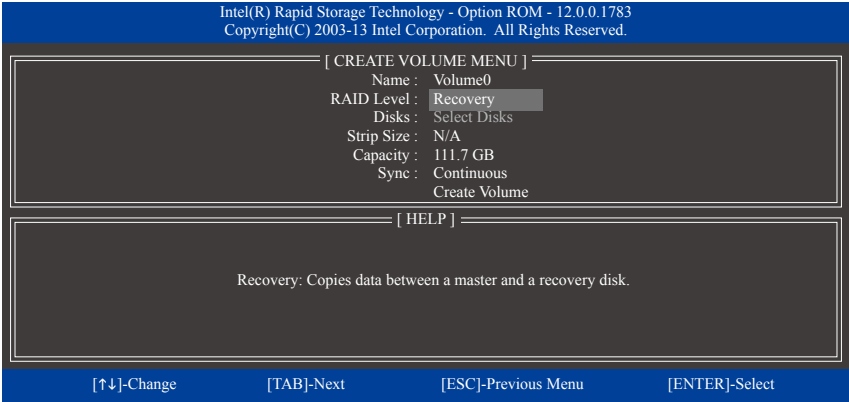 Intel(R) Rapid Storage Technology - Option ROM - 12.0.0.1783
Copyright(C) 2003-13 Intel Corporation. All Rights Reserved.
[ CREATE VOLUME MENU ]
Name : Volume0
RAID Level : Recovery
Disks : Select Disks
Strip Size : N/A
Capacity : 111.7 GB
Sync : Continuous
Create Volume
[ HELP ]
Recovery: Copies data between a master and a recovery disk.
[↑↓]-Change [TAB]-Next [ESC]-Previous Menu [ENTER]-Select